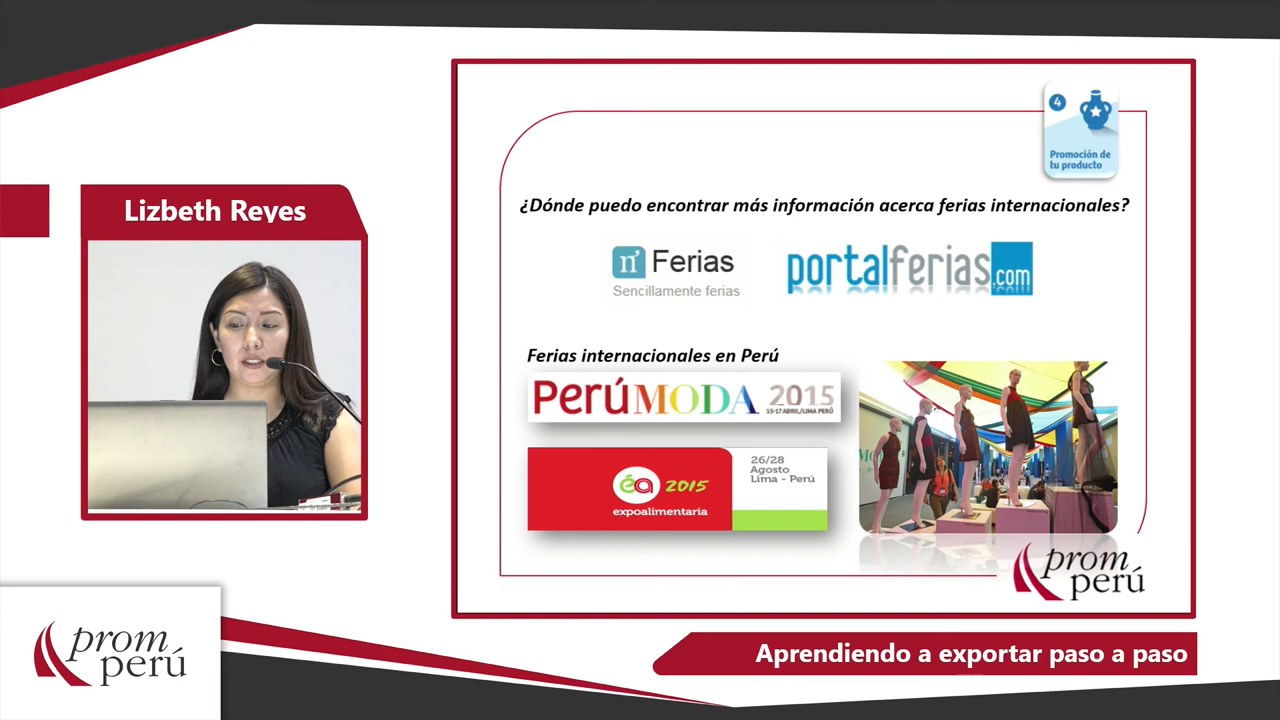 Lizbeth Reyes
4
Promoción de
tu producto
¿Dónde puedo encontrar más información acerca ferias internacionales?
n Ferias
Sencillamente ferias
portalferias.com
Ferias internacionales en Perú
PerúMODA 2015
15-17 ABRIL/LIMA PERÚ
éa 2015
expoalimentaria
26/28
Agosto
Lima - Perú
prom
perú
prom
perú
Aprendiendo a exportar paso a paso